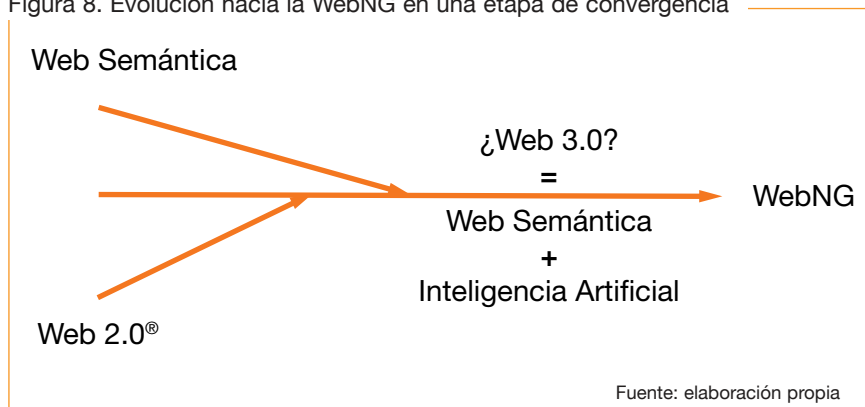 Figura 8. Evolución hacia la WebNG en una etapa de convergencia
Web Semántica
¿Web 3.0?
=
WebNG
Web Semántica
+
Inteligencia Artificial
Web 2.0®
Fuente: elaboración propia